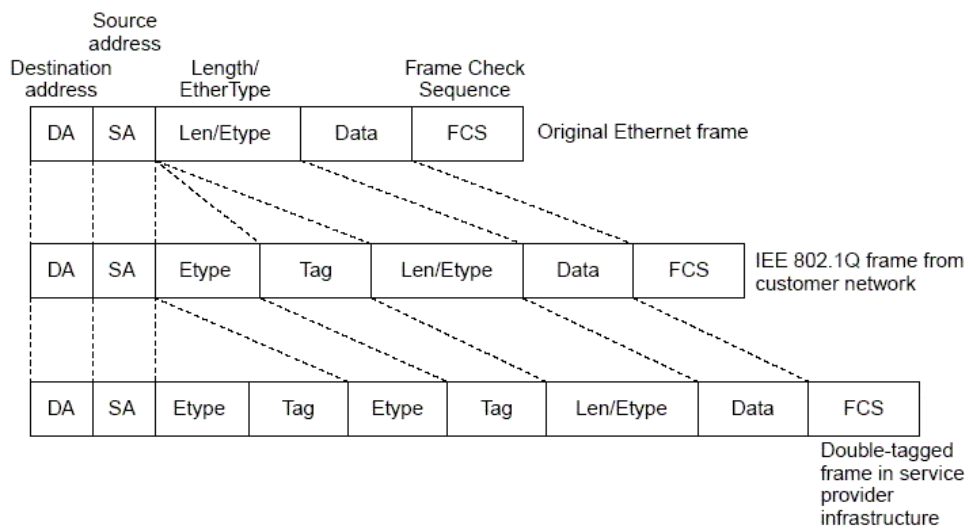 Source
address
Destination
address
Length/
EtherType
Frame Check
Sequence
DA SA Len/Etype Data FCS Original Ethernet frame
DA SA Etype Tag Len/Etype Data FCS
IEE 802.1Q frame from
customer network
DA SA Etype Tag Etype Tag Len/Etype Data FCS
Double-tagged
frame in service
provider
infrastructure